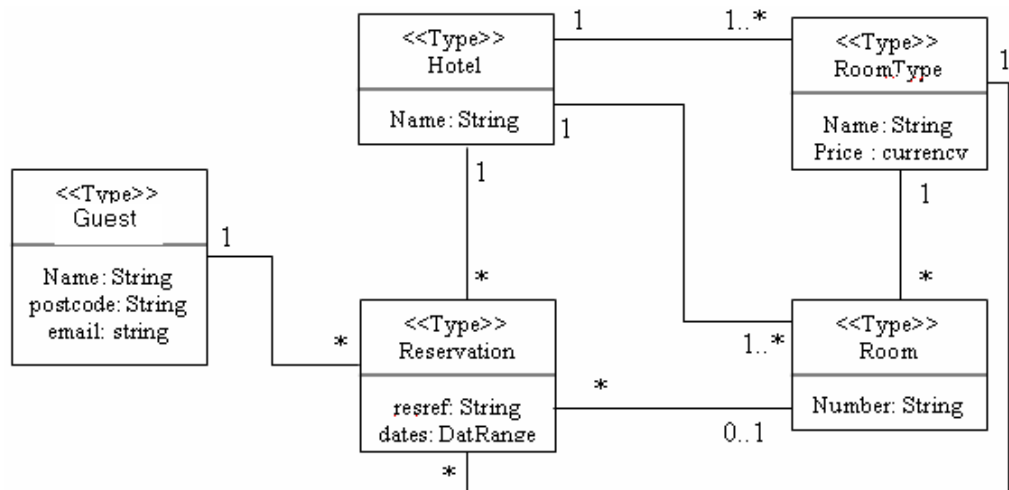 1
1..*
<<Type>>
Hotel
Name: String
1
1
<<Type>>
RoomType
Name: String
Price : currency
1
1
<<Type>>
Guest
Name: String
postcode: String
email: string
1
*
*
<<Type>>
Reservation
resref: String
dates: DatRange
*
*
0..1
1..*
*
<<Type>>
Room
Number: String